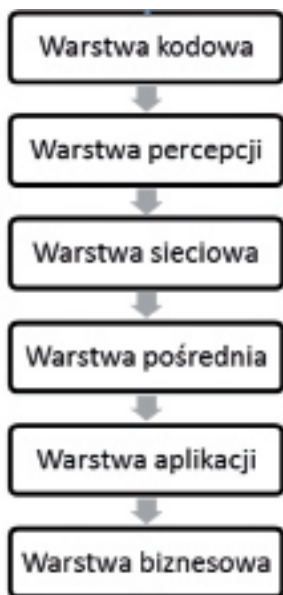 Warstwa kodowa
Warstwa percepcji
Warstwa sieciowa
Warstwa pośrednia
Warstwa aplikacji
Warstwa biznesowa